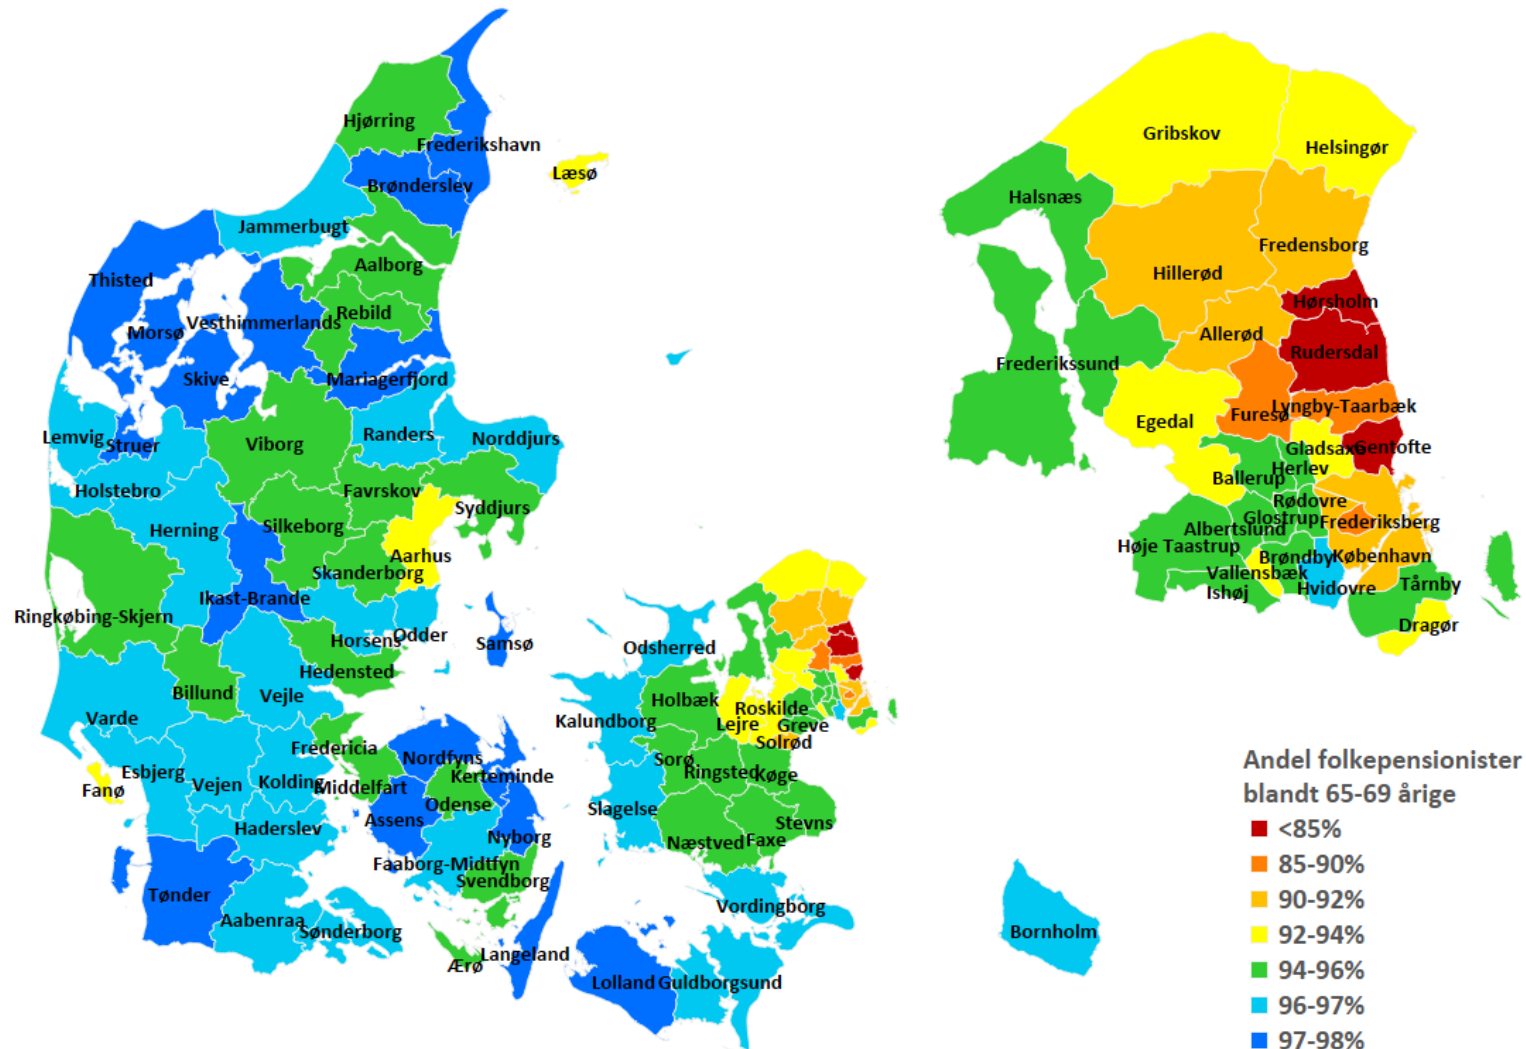 Hjørring
Frederikshavn
Læsø
Brønderslev
Jammerbugt
Aalborg
Thisted
Rebild
Morsø
Vesthimmerlands
Skive
Mariagerfjord
Lemvig
Struer
Viborg
Randers
Norddjurs
Holstebro
Favrskov
Syddjurs
Herning
Silkeborg
Aarhus
Skanderborg
Ikast-Brande
Ringkøbing-Skjern
Horsens
Odder
Samsø
Hedensted
Billund
Vejle
Varde
Fredericia
Esbjerg
Vejen
Kolding
Middelfart
Fanø
Nordfyns
Kerteminde
Odense
Assens
Haderslev
Nyborg
Faaborg-Midtfyn
Svendborg
Tønder
Aabenraa
Sønderborg
Ærø
Langeland
Odsherred
Holbæk
Kalundborg
Roskilde
Lejre
Greve
Solrød
Sorø
Ringsted
Køge
Slagelse
Stevns
Næstved
Faxe
Vordingborg
Lolland
Guldborgsund
Gribskov
Helsingør
Halsnæs
Fredensborg
Hillerød
Hørsholm
Allerød
Rudersdal
Frederikssund
Egedal
Furesø
Lyngby-Taarbæk
Gladsaxe
Gentofte
Ballerup
Herlev
Rødovre
Glostrup
Frederiksberg
Albertslund
Høje Taastrup
Brøndby
København
Vallensbæk
Ishøj
Hvidovre
Tårnby
Dragør
Bornholm
Andel folkepensionister
blandt 65-69 årige
<85%
85-90%
90-92%
92-94%
94-96%
96-97%
97-98%